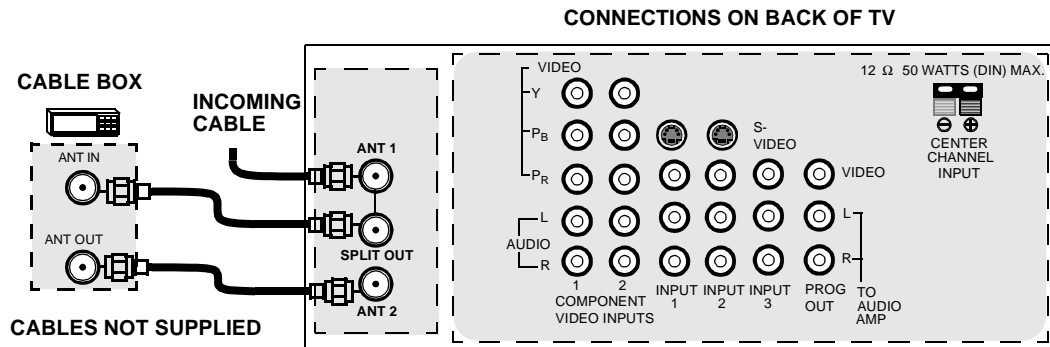 CONNECTIONS ON BACK OF TV
CABLE BOX
ANT IN
ANT OUT
CABLES NOT SUPPLIED
INCOMING
CABLE
ANT 1
SPLIT OUT
ANT 2
VIDEO
Y
PB
PR
L
AUDIO
R
1
2
COMPONENT
VIDEO INPUTS
S-
VIDEO
INPUT
1
INPUT
2
INPUT
3
VIDEO
L
R
PROG
OUT
TO
AUDIO
AMP
12 Ω 50 WATTS (DIN) MAX.
CENTER
CHANNEL
INPUT